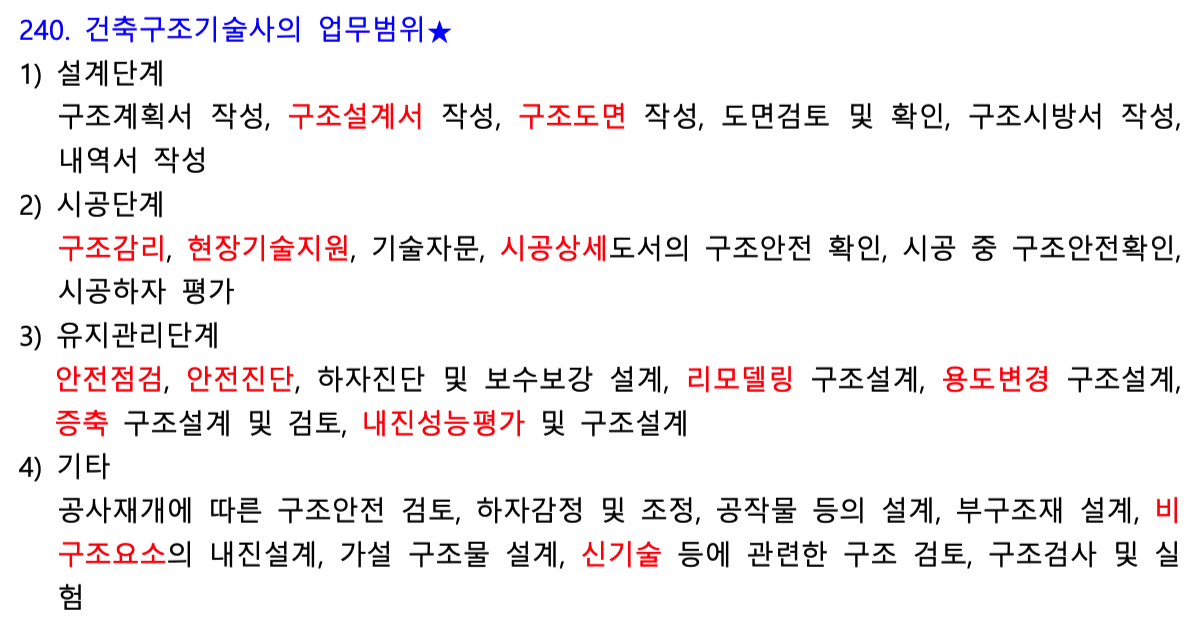 240. 건축구조기술사의 업무범위★
1) 설계단계
구조계획서 작성, 구조설계서 작성, 구조도면 작성, 도면검토 및 확인, 구조시방서 작성,
내역서 작성
2) 시공단계
구조감리, 현장기술지원, 기술자문, 시공상세도서의 구조안전 확인, 시공 중 구조안전확인,
시공하자 평가
3) 유지관리단계
안전점검, 안전진단, 하자진단 및 보수보강 설계, 리모델링 구조설계, 용도변경 구조설계,
증축 구조설계 및 검토, 내진성능평가 및 구조설계
4) 기타
공사재개에 따른 구조안전 검토, 하자감정 및 조정, 공작물 등의 설계, 부구조재 설계, 비
구조요소의 내진설계, 가설 구조물 설계, 신기술 등에 관련한 구조 검토, 구조검사 및 실
험